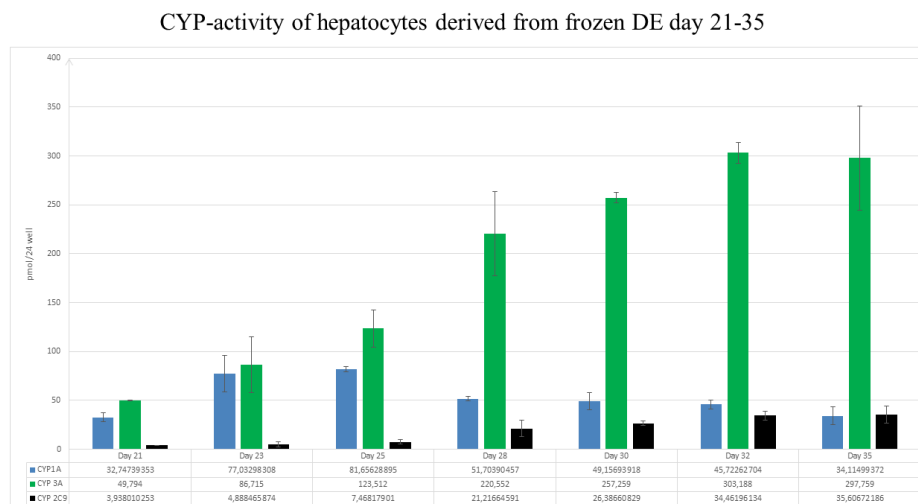 CYP-activity of hepatocytes derived from frozen DE day 21-35
400
350
300
250
200
150
100
50
0
pmol/24 well
Day 21 Day 23 Day 25 Day 28 Day 30 Day 32 Day 35
CYP1A 32,74739353 77,03298308 81,65628895 51,70390457 49,15693918 45,72262704 34,11499372
CYP 3A 49,794 86,715 123,512 220,552 257,259 303,188 297,759
CYP 2C9 3,938010253 4,888465874 7,46817901 21,21664591 26,38660829 34,46196134 35,60672186